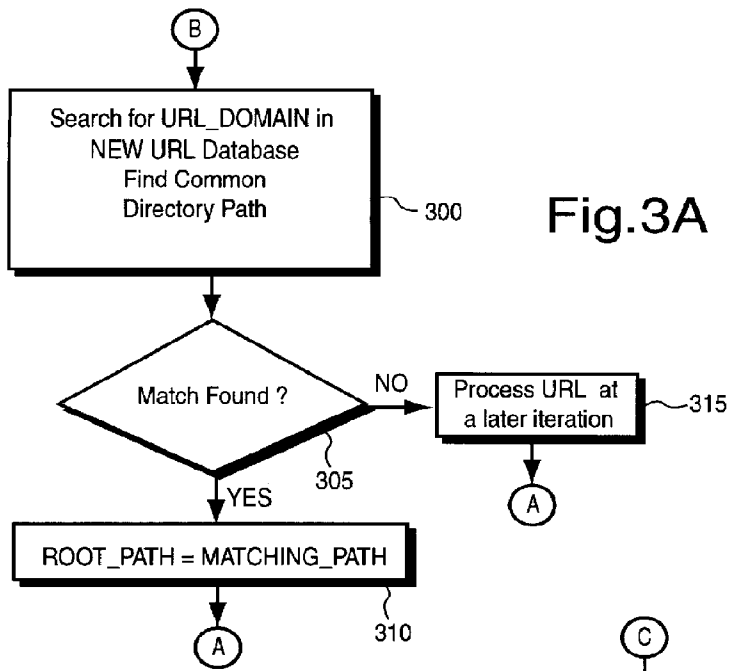 B
Search for URL_DOMAIN in
NEW URL Database
Find Common
Directory Path
300
Fig.3A
Match Found ?
NO
Process URL at
a later iteration
315
305
YES
A
ROOT_PATH = MATCHING_PATH
310
A
C